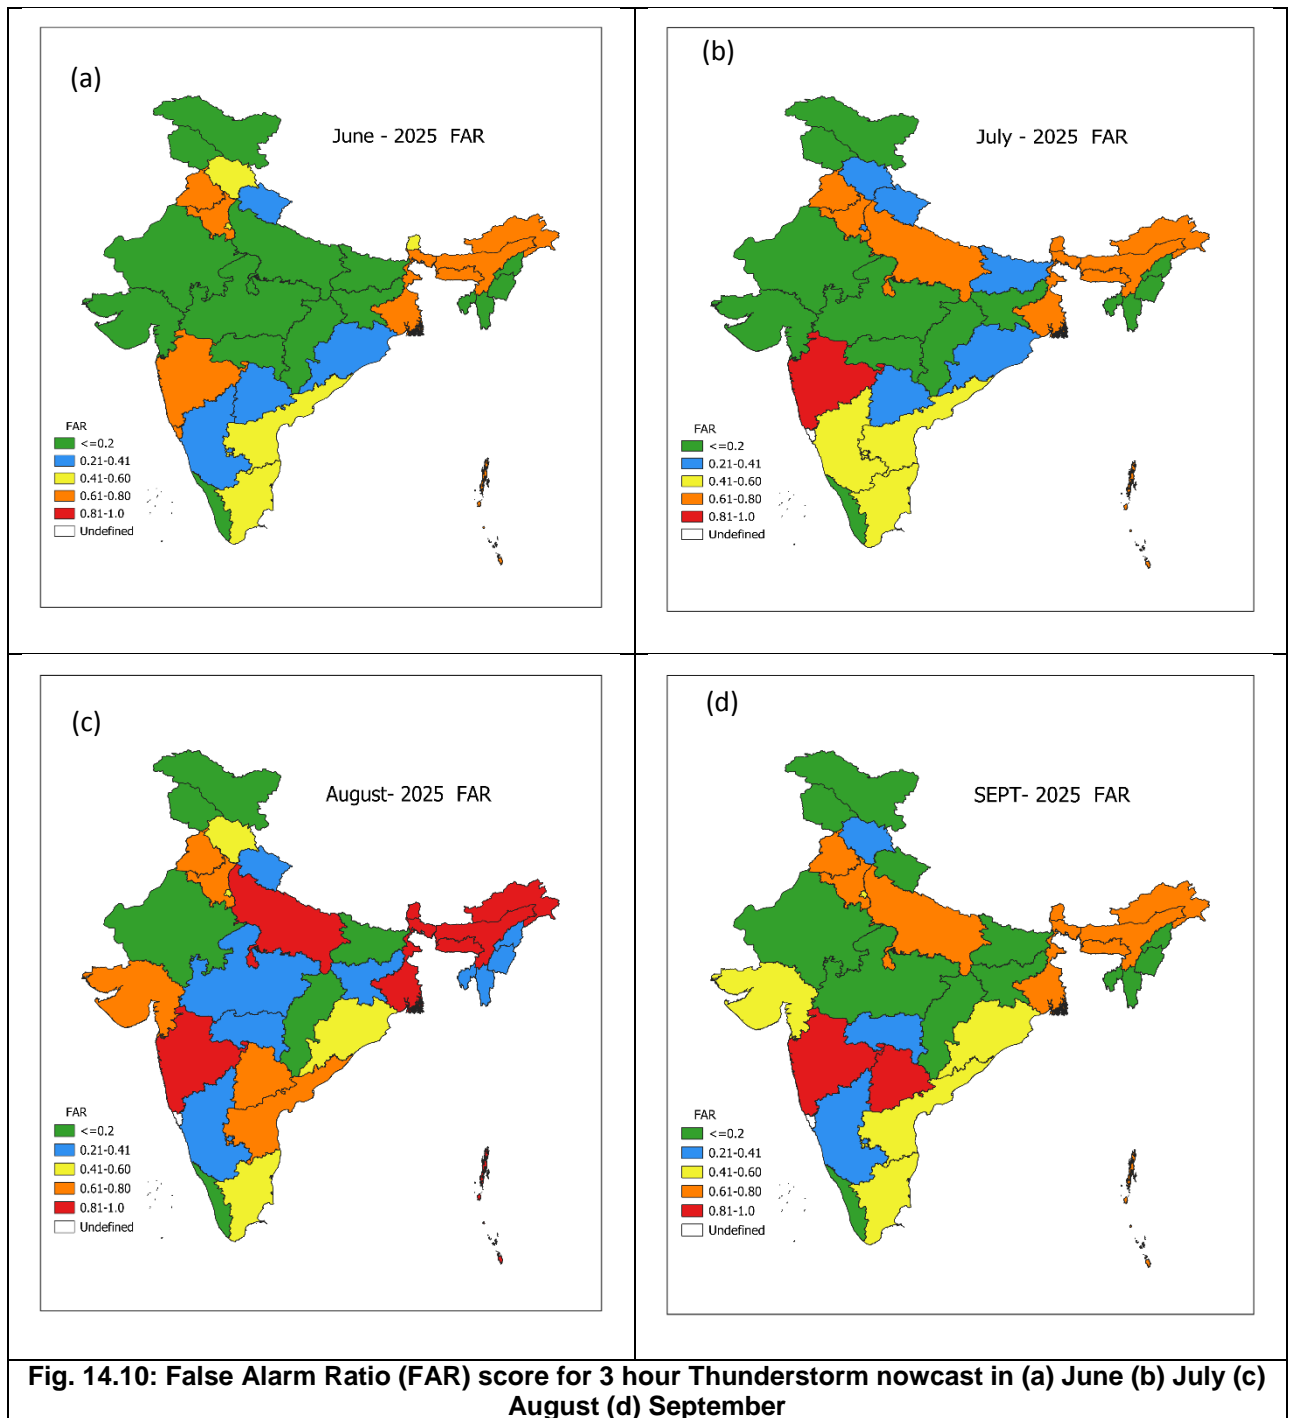 (a)
June - 2025 FAR
FAR
<=0.2
0.21-0.41
0.41-0.60
0.61-0.80
0.81-1.0
Undefined
(b)
July - 2025 FAR
FAR
<=0.2
0.21-0.41
0.41-0.60
0.61-0.80
0.81-1.0
Undefined
(c)
August- 2025 FAR
FAR
<=0.2
0.21-0.41
0.41-0.60
0.61-0.80
0.81-1.0
Undefined
(d)
SEPT- 2025 FAR
FAR
<=0.2
0.21-0.41
0.41-0.60
0.61-0.80
0.81-1.0
Undefined
Fig. 14.10: False Alarm Ratio (FAR) score for 3 hour Thunderstorm nowcast in (a) June (b) July (c)
August (d) September